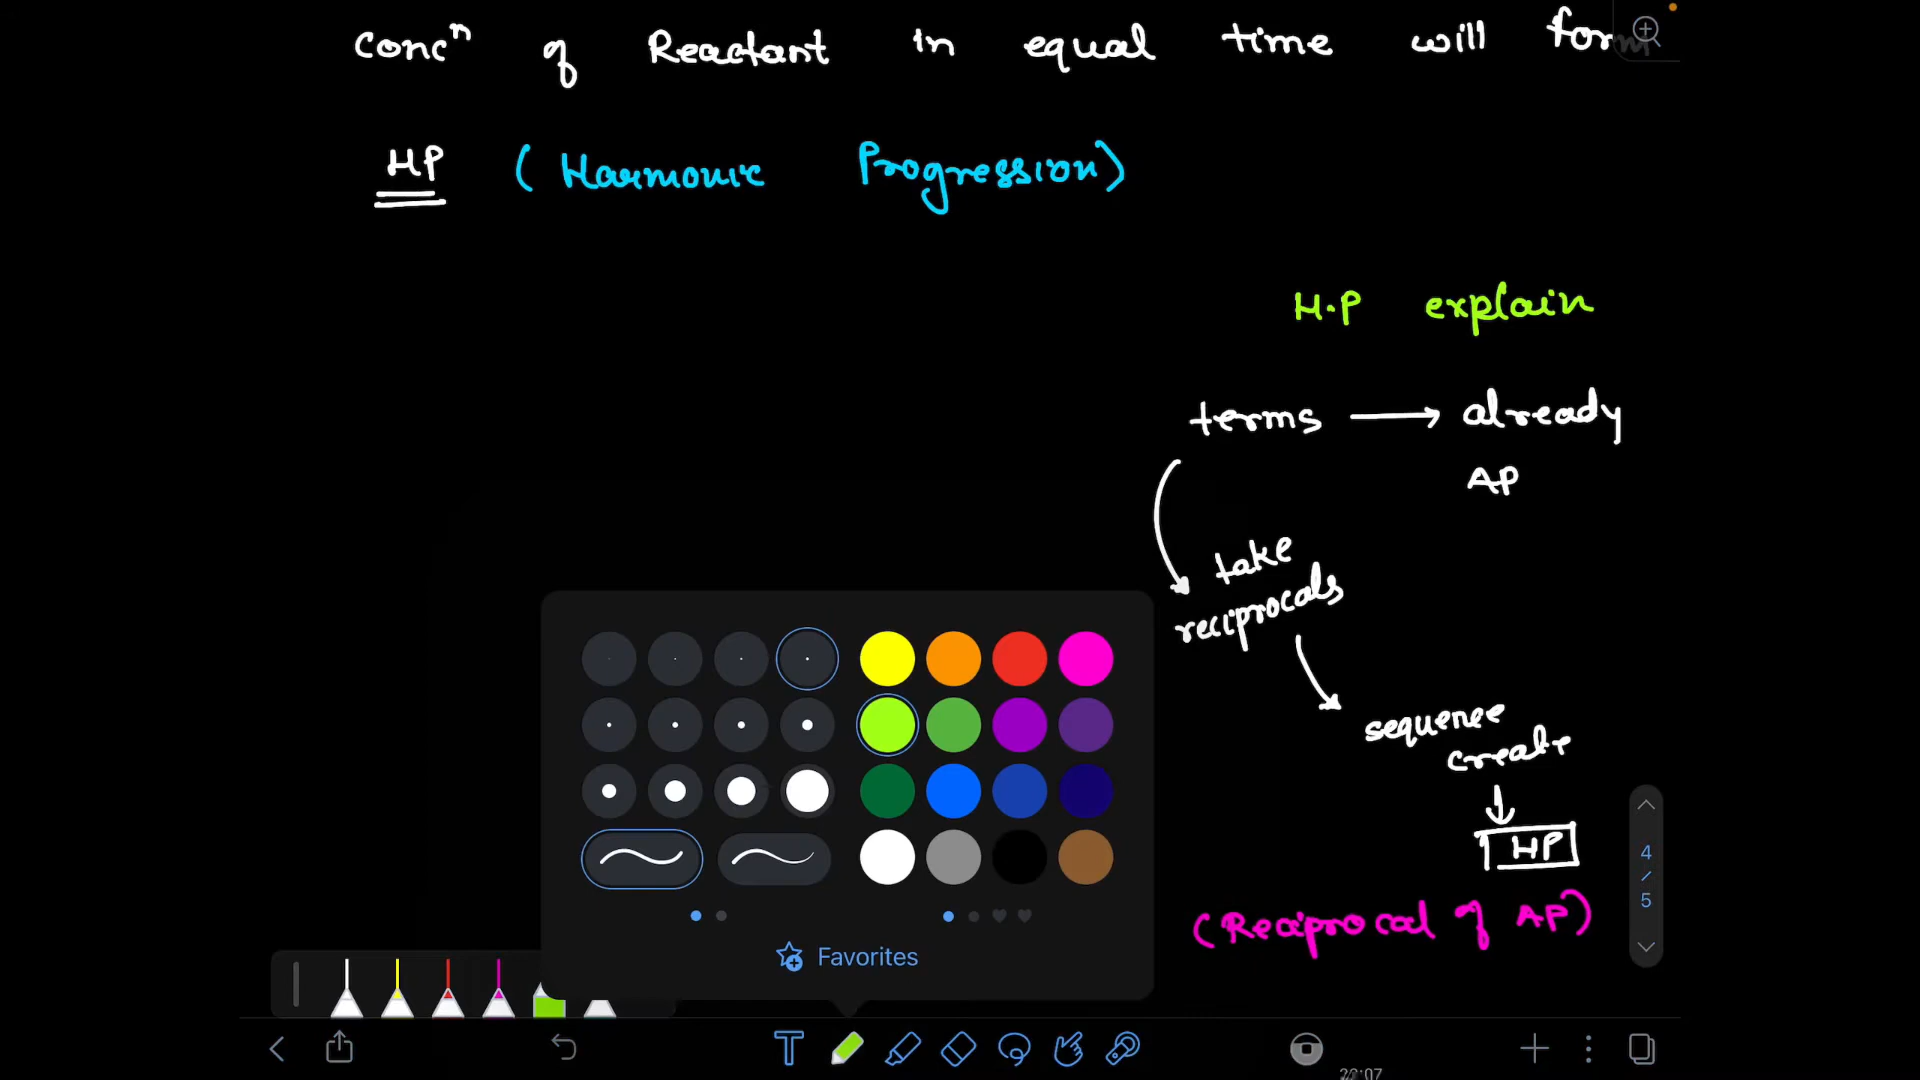 concⁿ of Reactant in equal time will form
HP (Harmonic Progression)
H.P explain
terms → already
AP
take
reciprocals
sequence
create
↓
HP
4
/
5
(Reciprocal of AP)
Favorites
T